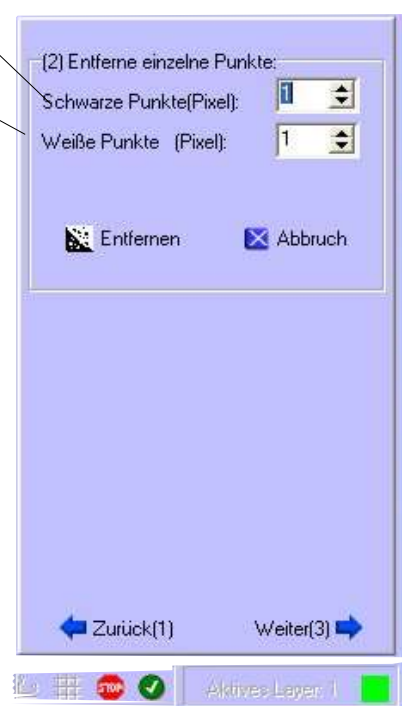 (2) Entferne einzelne Punkte:
Schwarze Punkte(Pixel): 1
Weiße Punkte (Pixel): 1
Entfernen Abbruch
Zurück(1) Weiter(3)
STOP Aktives Layer: 1